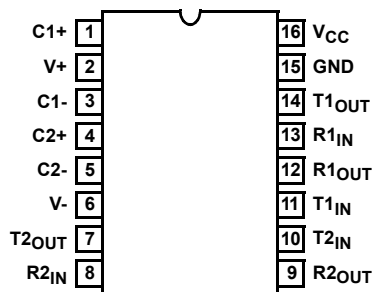 C1+ 1 16 VCC
V+ 2 15 GND
C1- 3 14 T1OUT
C2+ 4 13 R1IN
C2- 5 12 R1OUT
V- 6 11 T1IN
T2OUT 7 10 T2IN
R2IN 8 9 R2OUT